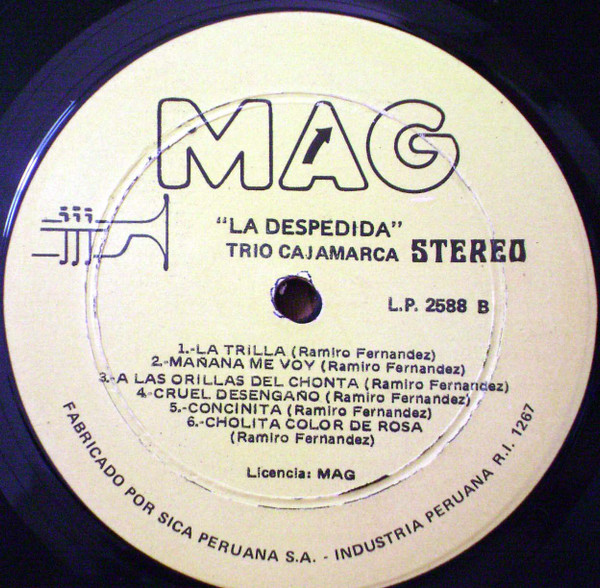 MAG
"LA DESPEDIDA"
TRIO CAJAMARCA STEREO
L.P. 2588 B
1.-LA TRILLA (Ramiro Fernandez)
2.-MAÑANA ME VOY (Ramiro Fernandez)
3.-A LAS ORILLAS DEL CHONTA (Ramiro Fernandez)
4.-CRUEL DESENGAÑO (Ramiro Fernandez)
5.-CONCINITA (Ramiro Fernandez)
6.-CHOLITA COLOR DE ROSA
(Ramiro Fernandez)
Licencia: MAG
FABRICADO POR SICA PERUANA S.A. - INDUSTRIA PERUANA R.I. 1267